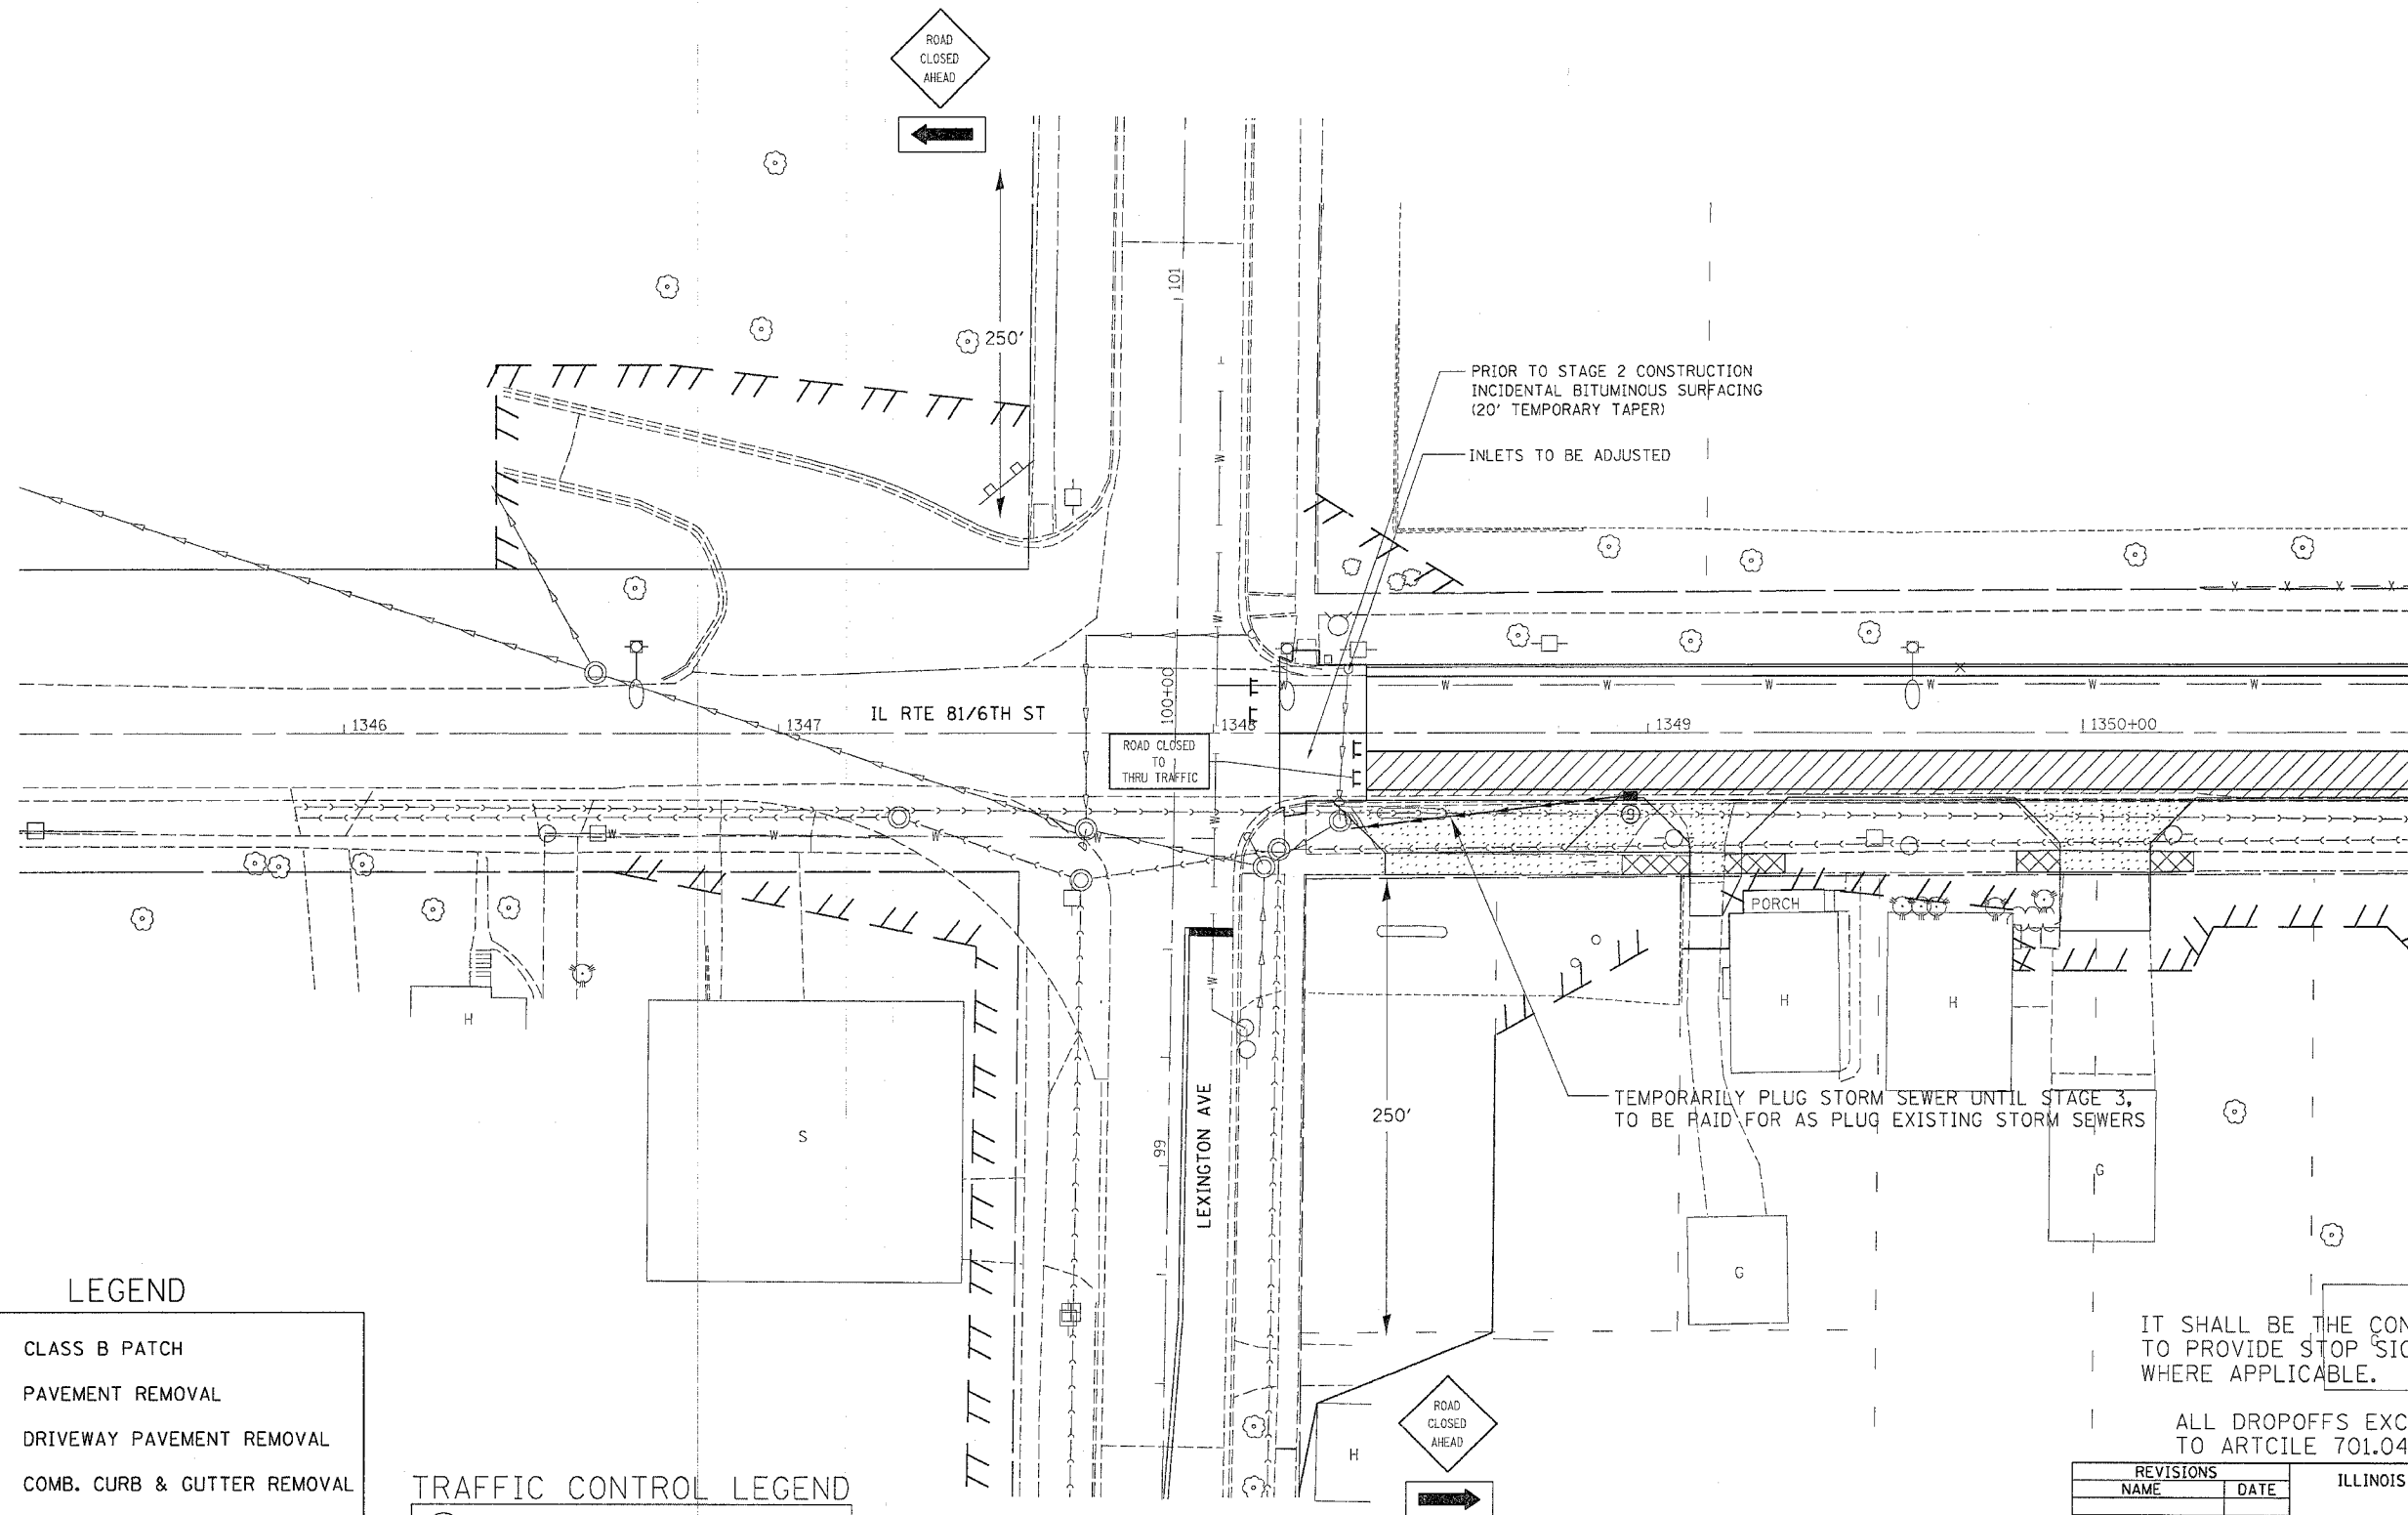 ROAD
CLOSED
AHEAD
101
250'
PRIOR TO STAGE 2 CONSTRUCTION
INCIDENTAL BITUMINOUS SURFACING
(20' TEMPORARY TAPER)
INLETS TO BE ADJUSTED
W
W
100+00
IL RTE 81/6TH ST
1346
1347
1348
1349
1350+00
W
W
W
W
W
W
W
ROAD CLOSED
TO
THRU TRAFFIC
W
W
W
W
W
9
PORCH
H
H
H
S
W
LEXINGTON AVE
99
250'
TEMPORARILY PLUG STORM SEWER UNTIL STAGE 3,
TO BE PAID FOR AS PLUG EXISTING STORM SEWERS
G
G
H
ROAD
CLOSED
AHEAD
LEGEND
CLASS B PATCH
PAVEMENT REMOVAL
DRIVEWAY PAVEMENT REMOVAL
COMB. CURB & GUTTER REMOVAL
TRAFFIC CONTROL LEGEND
IT SHALL BE THE CON
TO PROVIDE STOP SIG
WHERE APPLICABLE.
ALL DROPOFFS EXC
TO ARTCILE 701.04
REVISIONS
NAME DATE
ILLINOIS